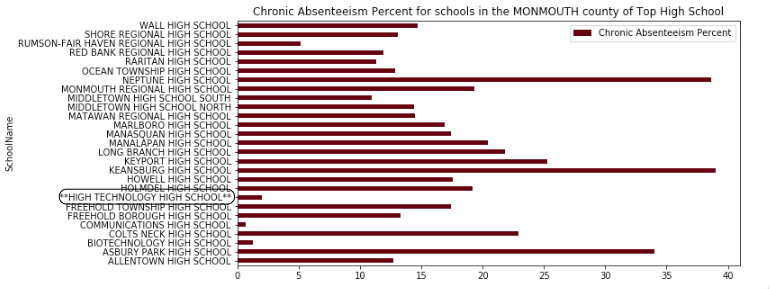 Chronic Absenteeism Percent for schools in the MONMOUTH county of Top High School
Chronic Absenteeism Percent
SchoolName
WALL HIGH SCHOOL
SHORE REGIONAL HIGH SCHOOL
RUMSON-FAIR HAVEN REGIONAL HIGH SCHOOL
RED BANK REGIONAL HIGH SCHOOL
RARITAN HIGH SCHOOL
OCEAN TOWNSHIP HIGH SCHOOL
NEPTUNE HIGH SCHOOL
MONMOUTH REGIONAL HIGH SCHOOL
MIDDLETOWN HIGH SCHOOL SOUTH
MIDDLETOWN HIGH SCHOOL NORTH
MATAWAN REGIONAL HIGH SCHOOL
MARLBORO HIGH SCHOOL
MANASQUAN HIGH SCHOOL
MANALAPAN HIGH SCHOOL
LONG BRANCH HIGH SCHOOL
KEYPORT HIGH SCHOOL
KEANSBURG HIGH SCHOOL
HOWELL HIGH SCHOOL
HOLMDEL HIGH SCHOOL
**HIGH TECHNOLOGY HIGH SCHOOL**
FREEHOLD TOWNSHIP HIGH SCHOOL
FREEHOLD BOROUGH HIGH SCHOOL
COMMUNICATIONS HIGH SCHOOL
COLTS NECK HIGH SCHOOL
BIOTECHNOLOGY HIGH SCHOOL
ASBURY PARK HIGH SCHOOL
ALLENTOWN HIGH SCHOOL
0 5 10 15 20 25 30 35 40